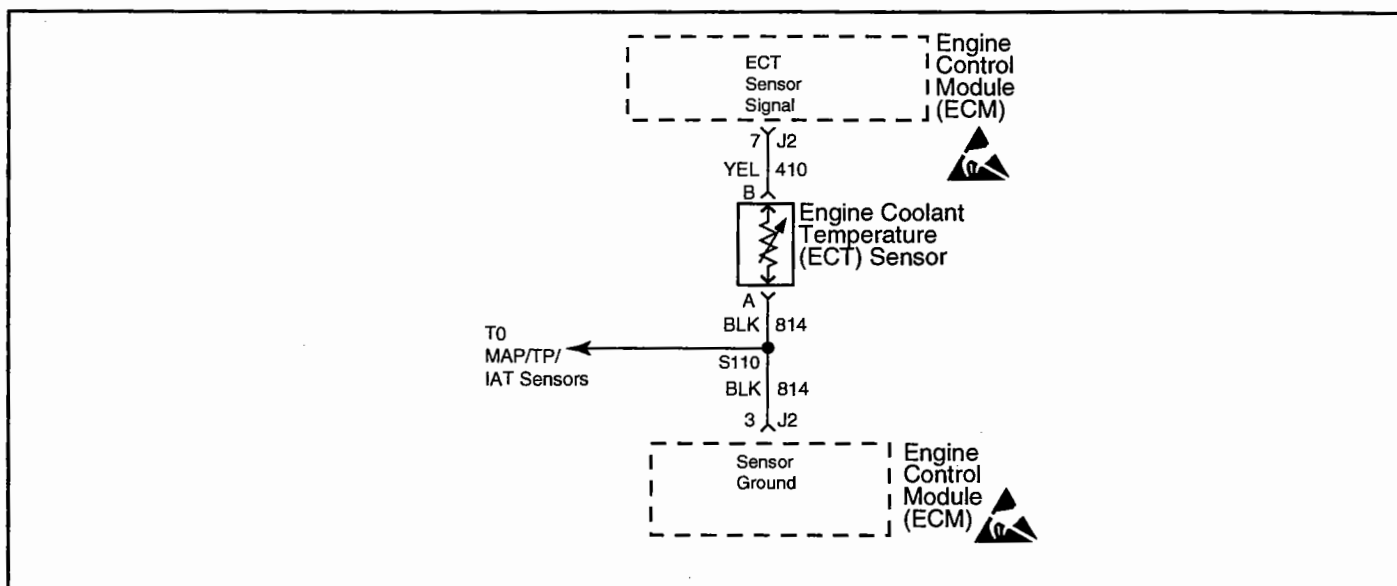 ECT
Sensor
Signal
Engine
Control
Module
(ECM)
7 J2
YEL 410
B
Engine Coolant
Temperature
(ECT) Sensor
A
BLK 814
T0
MAP/TP/
IAT Sensors
S110
BLK 814
3 J2
Sensor
Ground
Engine
Control
Module
(ECM)